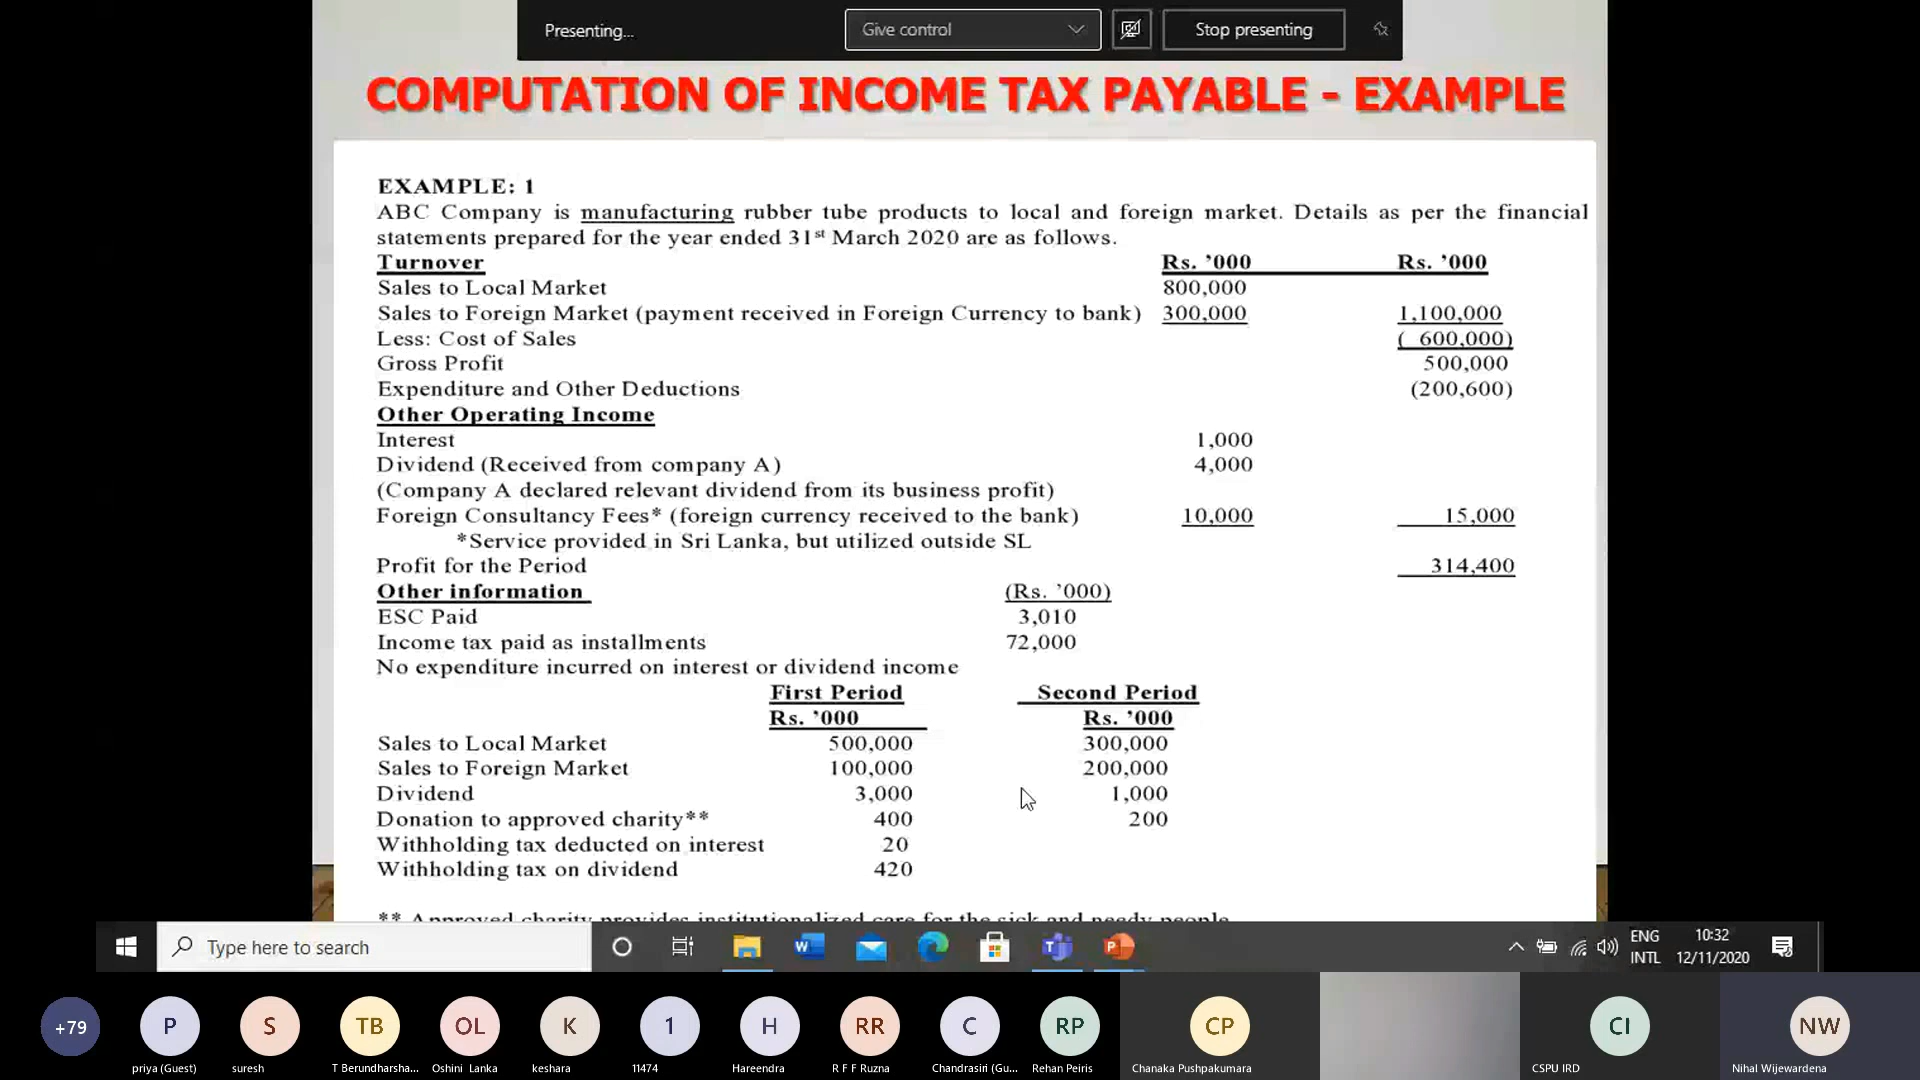 Presenting...
Give control
Stop presenting
COMPUTATION OF INCOME TAX PAYABLE - EXAMPLE
EXAMPLE: 1
ABC Company is manufacturing rubber tube products to local and foreign market. Details as per the financial
statements prepared for the year ended 31st March 2020 are as follows.
Turnover Rs. ’000 Rs. ’000
Sales to Local Market 800,000
Sales to Foreign Market (payment received in Foreign Currency to bank) 300,000 1,100,000
Less: Cost of Sales ( 600,000)
Gross Profit 500,000
Expenditure and Other Deductions (200,600)
Other Operating Income
Interest 1,000
Dividend (Received from company A) 4,000
(Company A declared relevant dividend from its business profit)
Foreign Consultancy Fees* (foreign currency received to the bank) 10,000 15,000
*Service provided in Sri Lanka, but utilized outside SL
Profit for the Period 314,400
Other information (Rs. ’000)
ESC Paid 3,010
Income tax paid as installments 72,000
No expenditure incurred on interest or dividend income
First Period Second Period
Rs. ’000 Rs. ’000
Sales to Local Market 500,000 300,000
Sales to Foreign Market 100,000 200,000
Dividend 3,000 1,000
Donation to approved charity** 400 200
Withholding tax deducted on interest 20
Withholding tax on dividend 420
** Approved charity provides institutionalized care for the sick and needy people
Type here to search
ENG
INTL
10:32
12/11/2020
+79
P
S
TB
OL
K
1
H
RR
C
RP
CP
CI
NW
priya (Guest)
suresh
T Berundharsha...
Oshini Lanka
keshara
11474
Hareendra
R F F Ruzna
Chandrasiri (Gu...
Rehan Peiris
Chanaka Pushpakumara
CSPU IRD
Nihal Wijewardena